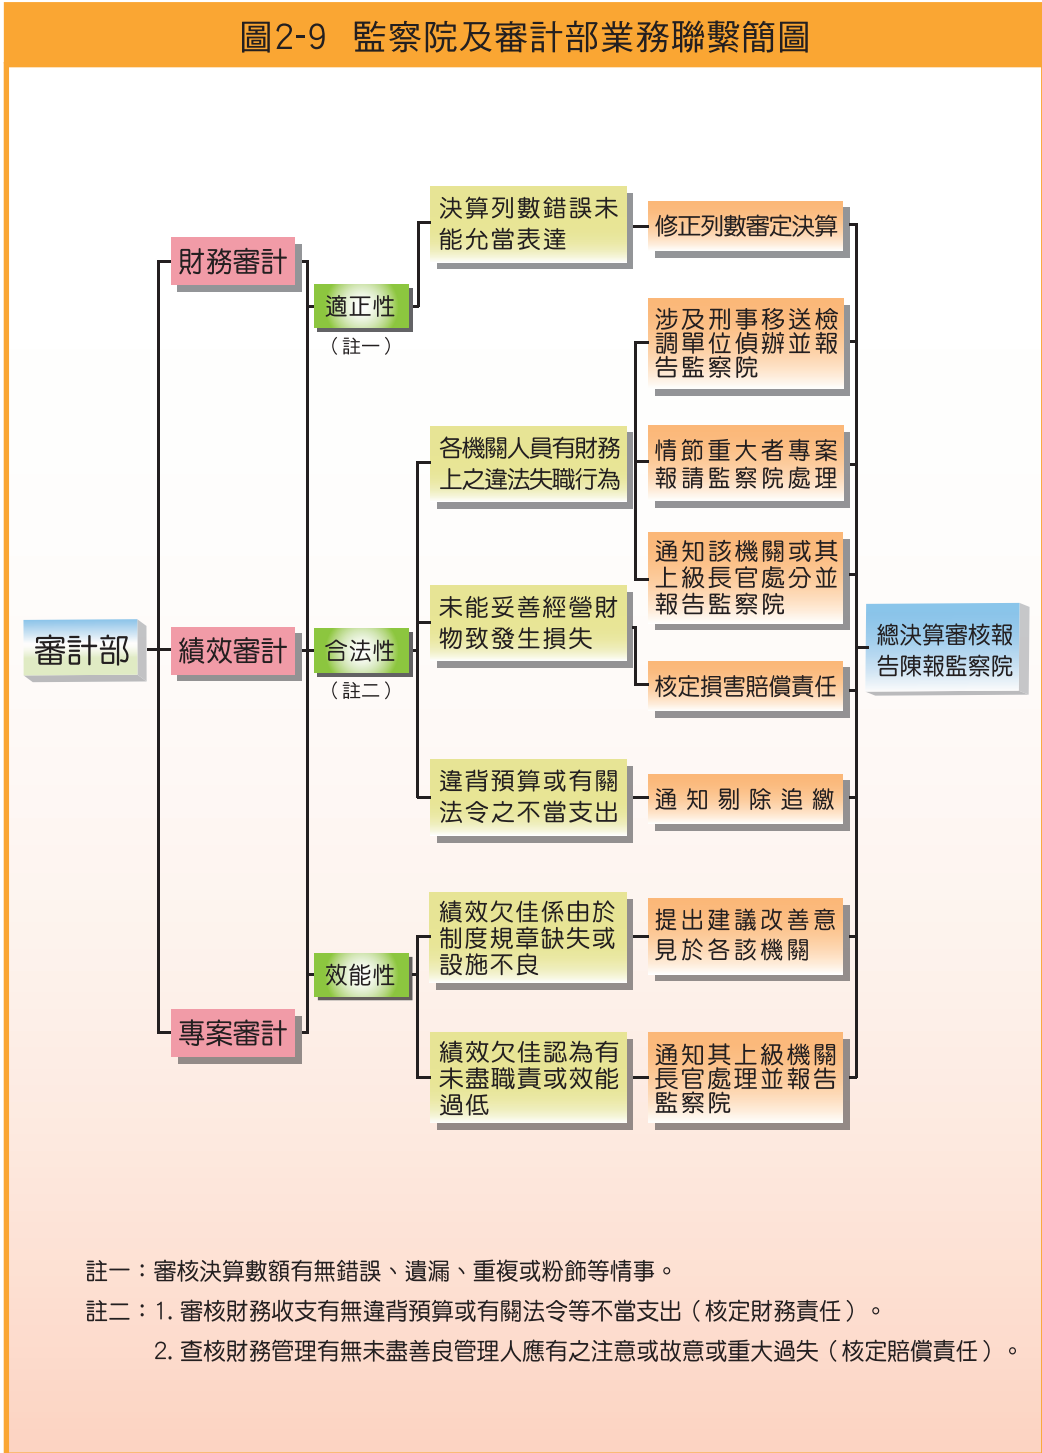 圖2-9 監察院及審計部業務聯繫簡圖
審計部
財務審計
績效審計
專案審計
適正性
（註一）
合法性
（註二）
效能性
決算列數錯誤未
能允當表達
各機關人員有財務
上之違法失職行為
未能妥善經營財
物致發生損失
違背預算或有關
法令之不當支出
績效欠佳係由於
制度規章缺失或
設施不良
績效欠佳認為有
未盡職責或效能
過低
修正列數審定決算
涉及刑事移送檢
調單位偵辦並報
告監察院
情節重大者專案
報請監察院處理
通知該機關或其
上級長官處分並
報告監察院
核定損害賠償責任
通知剔除追繳
提出建議改善意
見於各該機關
通知其上級機關
長官處理並報告
監察院
總決算審核報
告陳報監察院
註一：審核決算數額有無錯誤、遺漏、重複或粉飾等情事。
註二：1. 審核財務收支有無違背預算或有關法令等不當支出（核定財務責任）。
2. 查核財務管理有無未盡善良管理人應有之注意或故意或重大過失（核定賠償責任）。